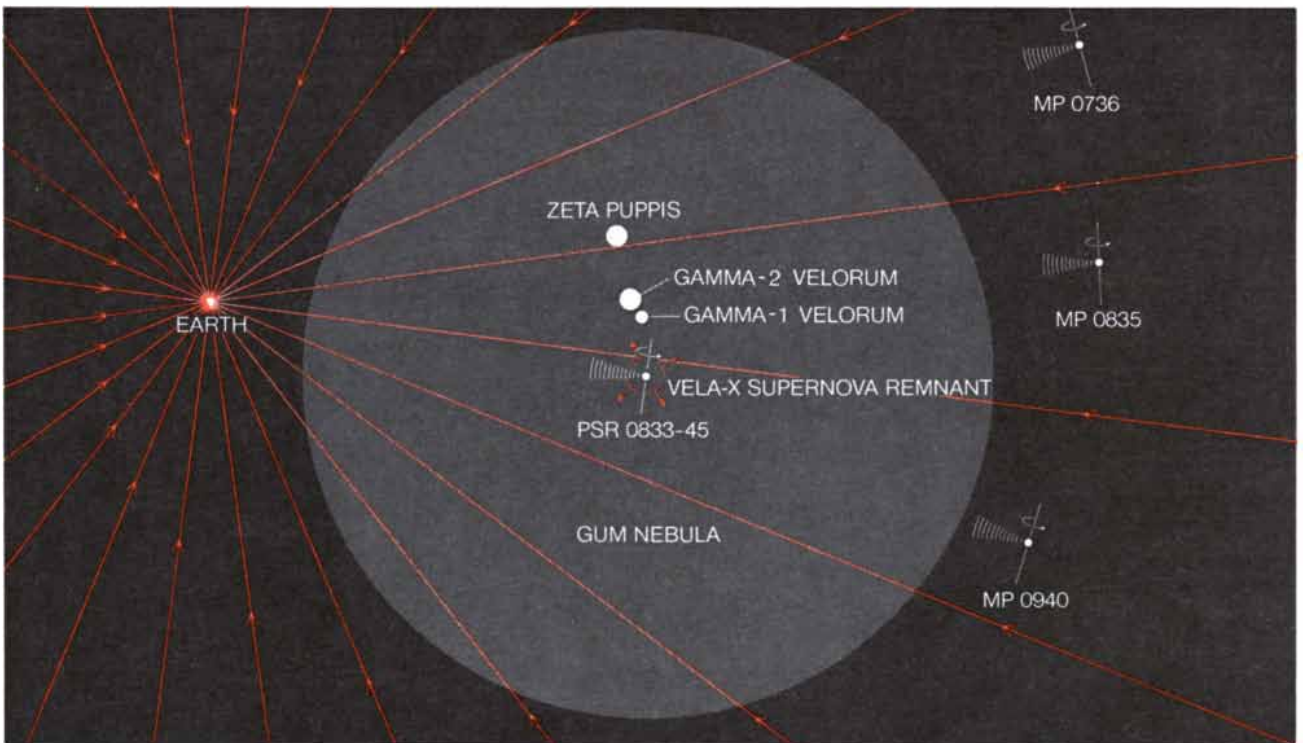 MP 0736
ZETA PUPPIS
GAMMA-2 VELORUM
GAMMA-1 VELORUM
EARTH
MP 0835
VELA-X SUPERNOVA REMNANT
PSR 0833-45
GUM NEBULA
MP 0940